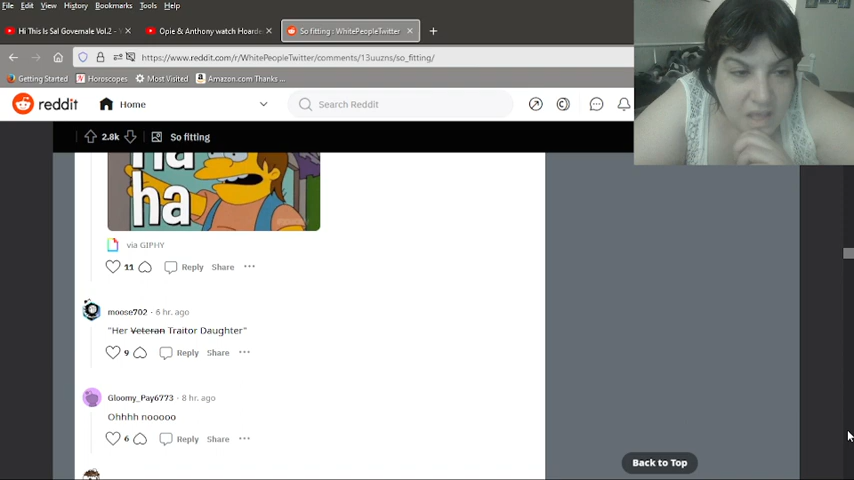 File Edit View History Bookmarks Tools Help
Hi This Is Sal Governale Vol.2 -
Opie & Anthony watch Hoarde
So fitting : WhitePeopleTwitter
https://www.reddit.com/r/WhitePeopleTwitter/comments/13uuzns/so_fitting/
Getting Started Horoscopes Most Visited Amazon.com Thanks ...
reddit Home Search Reddit
2.8k So fitting
Ha
ha
via GIPHY
11 Reply Share ...
moose702 · 6 hr. ago
"Her Veteran Traitor Daughter"
9 Reply Share ...
Gloomy_Pay6773 · 8 hr. ago
Ohhhh nooooo
6 Reply Share ...
Back to Top